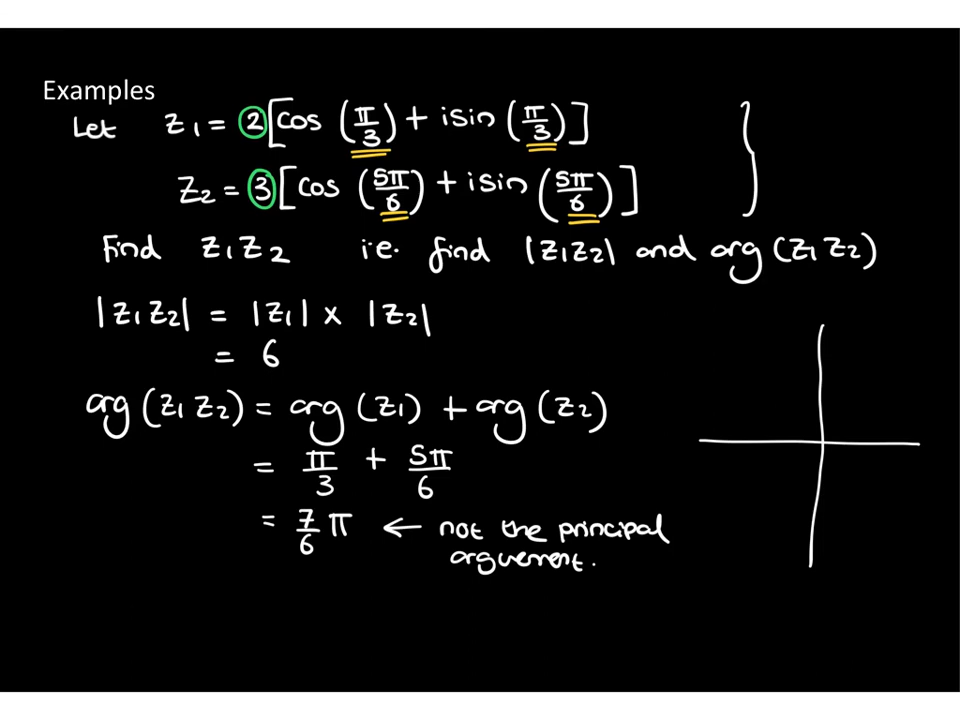 Examples
Let z₁ = 2[cos (π/3) + isin (π/3)]
z₂ = 3[cos (5π/6) + isin (5π/6)]
Find z₁z₂ i.e. find |z₁z₂| and arg (z₁z₂)
|z₁z₂| = |z₁| x |z₂|
= 6
arg (z₁z₂) = arg (z₁) + arg (z₂)
= π/3 + 5π/6
= 7/6 π ← not the principal
arguement.